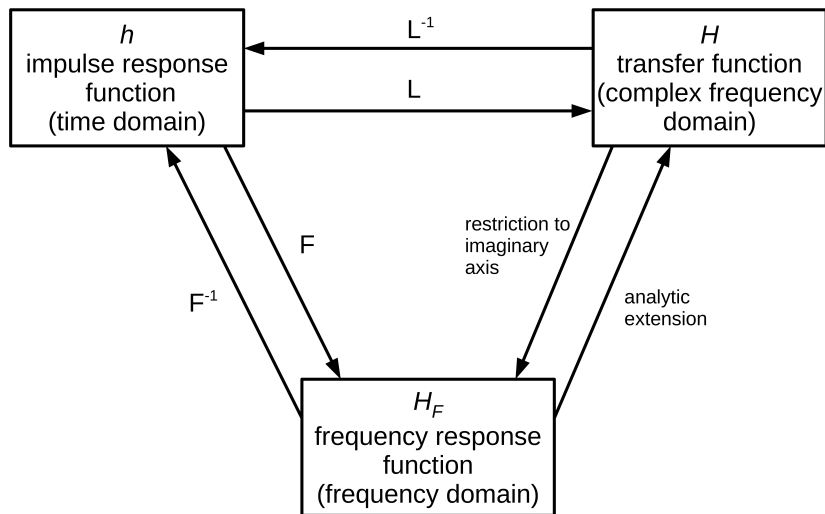 h
impulse response
function
(time domain)
L⁻¹
L
H
transfer function
(complex frequency
domain)
F
F⁻¹
restriction to
imaginary
axis
analytic
extension
H_F
frequency response
function
(frequency domain)